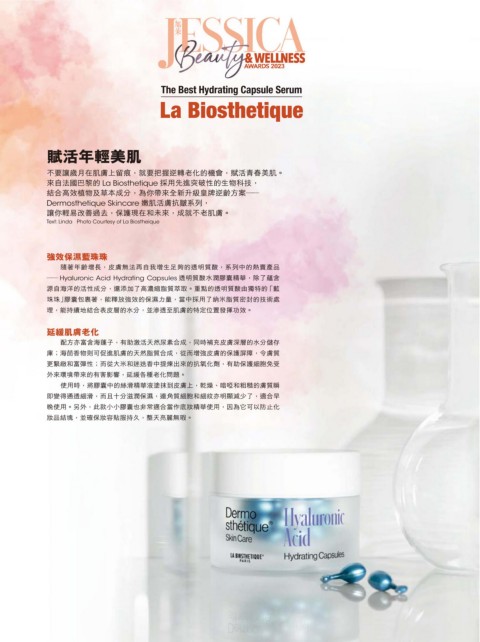 旭茉
JESSICA
Beauty & WELLNESS
AWARDS 2023
The Best Hydrating Capsule Serum
La Biosthetique
賦活年輕美肌
不要讓歲月在肌膚上留痕，就要把握逆轉老化的機會，賦活青春美肌。
來自法國巴黎的 La Biosthetique 採用先進突破性的生物科技，
結合高效植物及草本成分，為你帶來全新升級皇牌逆齡方案──
Dermosthetique Skincare 嫩肌活膚抗皺系列，
讓你輕易改善過去、保護現在和未來，成就不老肌膚。
Text: Linda Photo Courtesy of La Biosthetique
強效保濕藍珠珠
隨著年齡增長，皮膚無法再自我增生足夠的透明質酸，系列中的熱賣產品
── Hyaluronic Acid Hydrating Capsules 透明質酸水潤膠囊精華，除了蘊含
源自海洋的活性成分，還添加了高濃縮脂質萃取。重點的透明質酸由獨特的「藍
珠珠」膠囊包裹著，能釋放強效的保濕力量，當中採用了納米脂質密封的技術處
理，能持續地結合表皮層的水分，並滲透至肌膚的特定位置發揮功效。
延緩肌膚老化
配方亦富含海蓬子，有助激活天然尿素合成，同時補充皮膚深層的水分儲存
庫；海茴香物則可促進肌膚的天然脂質合成，從而增強皮膚的保護屏障，令膚質
更緊緻和富彈性；而從大米和迷迭香中提煉出來的抗氧化劑，有助保護細胞免受
外來環境帶來的有害影響，延緩各種老化問題。
使用時，將膠囊中的絲滑精華液塗抹到皮膚上，乾燥、暗啞和粗糙的膚質瞬
即變得通透細滑，而且十分滋潤保濕，連角質細胞和細紋亦明顯減少了，適合早
晚使用。另外，此款小小膠囊也非常適合當作底妝精華使用，因為它可以防止化
妝品結塊，並確保妝容貼服持久，整天亮麗無瑕。
Dermo
sthétique
Skin Care
Hyaluronic
Acid
LA BIOSTHETIQUE
PARIS
Hydrating Capsules